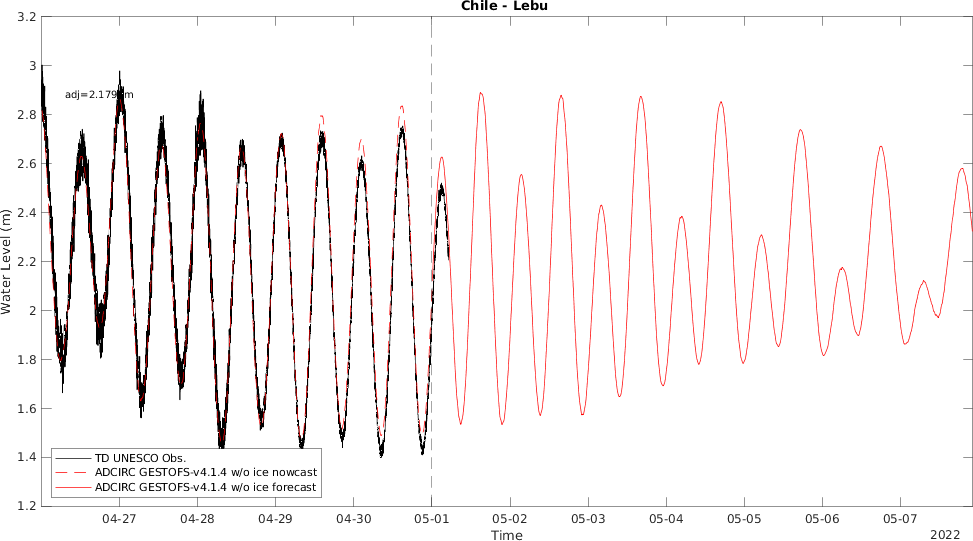 Chile - Lebu
3.2
3
2.8
2.6
2.4
2.2
2
1.8
1.6
1.4
1.2
Water Level (m)
adj=2.179 m
TD UNESCO Obs.
ADCIRC GESTOFS-v4.1.4 w/o ice nowcast
ADCIRC GESTOFS-v4.1.4 w/o ice forecast
04-27 04-28 04-29 04-30 05-01 05-02 05-03 05-04 05-05 05-06 05-07
Time
2022